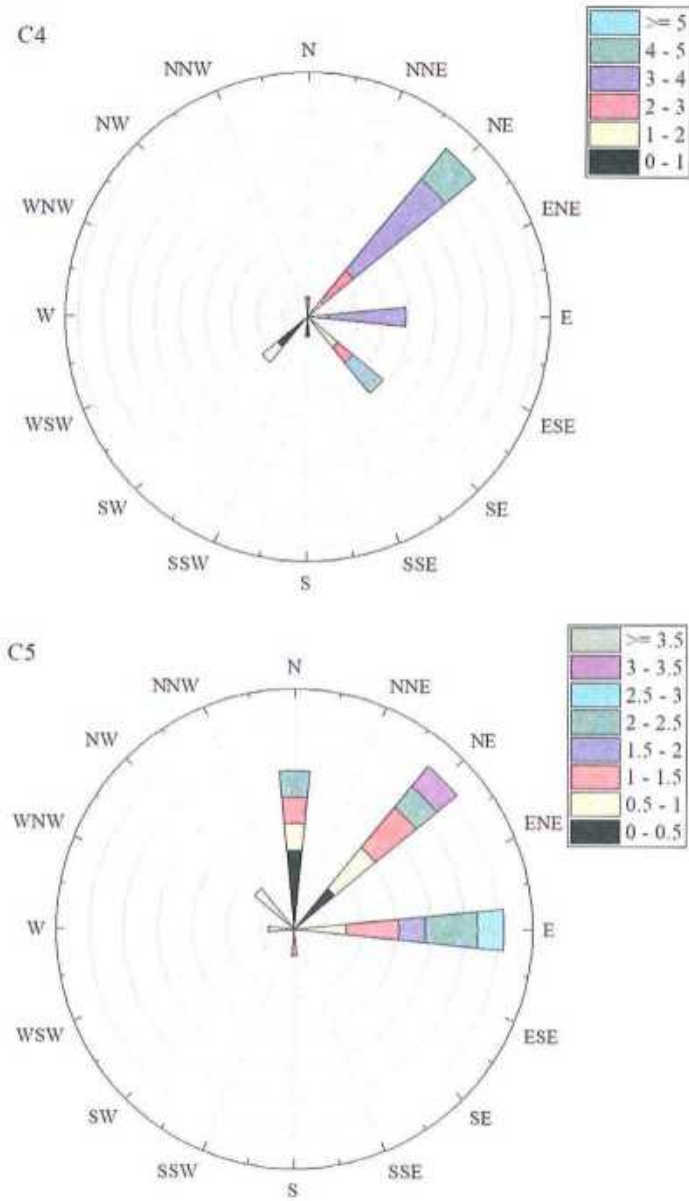 C4
>= 5
4 - 5
3 - 4
2 - 3
1 - 2
0 - 1
N
NNW
NNE
NW
NE
WNW
ENE
W
E
WSW
ESE
SW
SE
SSW
SSE
S
C5
>= 3.5
3 - 3.5
2.5 - 3
2 - 2.5
1.5 - 2
1 - 1.5
0.5 - 1
0 - 0.5
N
NNW
NNE
NW
NE
WNW
ENE
W
E
WSW
ESE
SW
SE
SSW
SSE
S